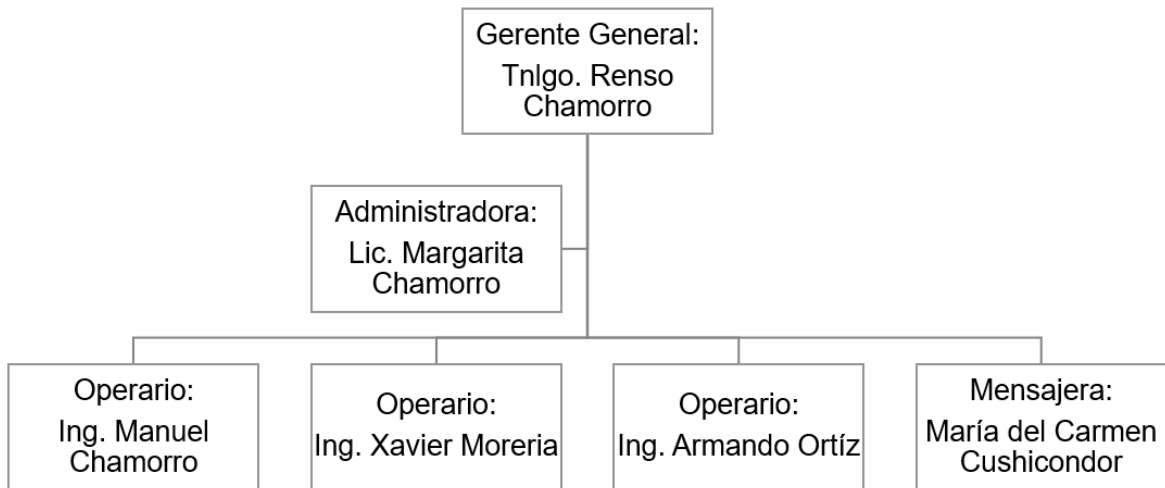 Gerente General:
Tnlgo. Renso
Chamorro
Administradora:
Lic. Margarita
Chamorro
Operario:
Ing. Manuel
Chamorro
Operario:
Ing. Xavier Moreria
Operario:
Ing. Armando Ortíz
Mensajera:
María del Carmen
Cushicondor